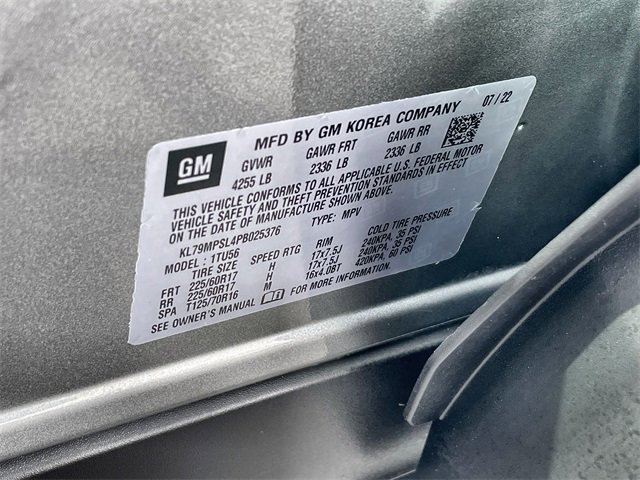 MFD BY GM KOREA COMPANY 07/22
GM
GVWR GAWR FRT GAWR RR
4255 LB 2336 LB 2336 LB
THIS VEHICLE CONFORMS TO ALL APPLICABLE U.S. FEDERAL MOTOR
VEHICLE SAFETY AND THEFT PREVENTION STANDARDS IN EFFECT
ON THE DATE OF MANUFACTURE SHOWN ABOVE.
KL79MPSL4PB025376 TYPE: MPV
MODEL: 1TU56
TIRE SIZE SPEED RTG RIM COLD TIRE PRESSURE
FRT 225/60R17 H 17x7.5J 240KPA, 35 PSI
RR 225/60R17 H 17x7.5J 240KPA, 35 PSI
SPA T125/70R16 M 16x4.0BT 420KPA, 60 PSI
SEE OWNER'S MANUAL FOR MORE INFORMATION.